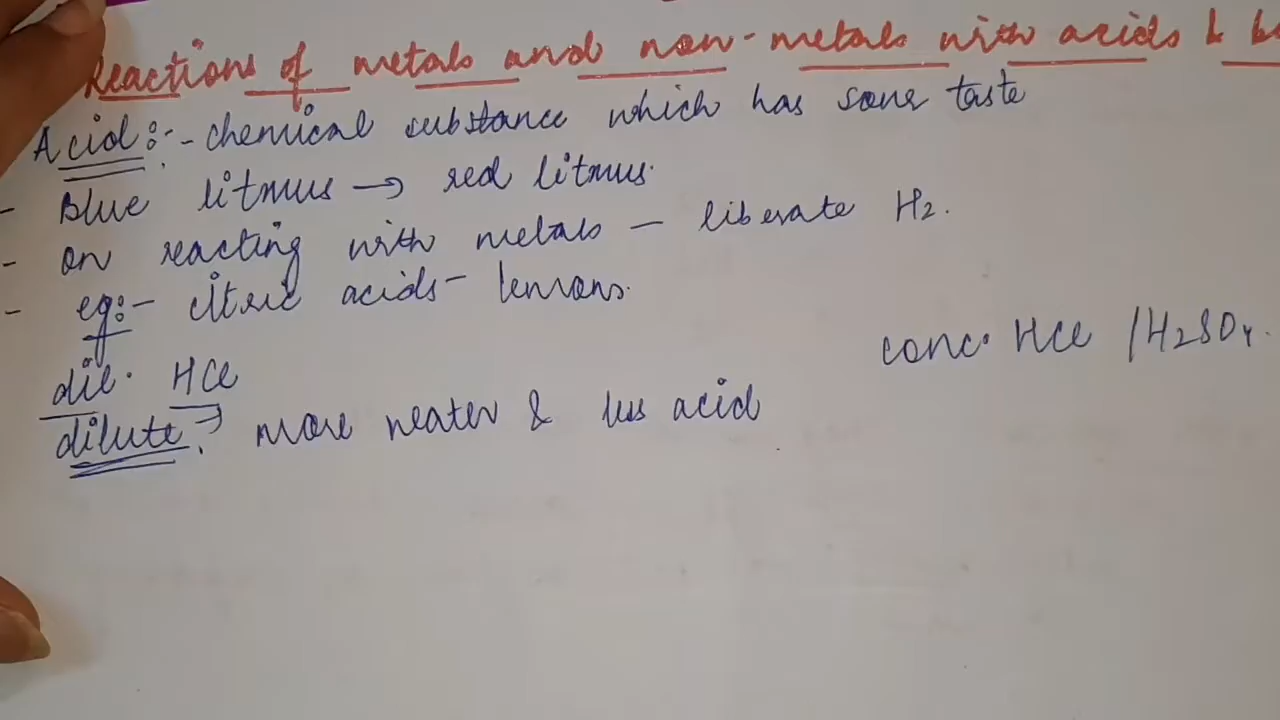 Reactions of metals and non-metals with acids &
Acid:- - chemical substance which has sour taste
- Blue litmus → red litmus.
- on reacting with metals - liberate H2.
- eg:- citric acids - lemons.
dil. HCl
conc. HCl / H2SO4.
dilute → more water & less acid